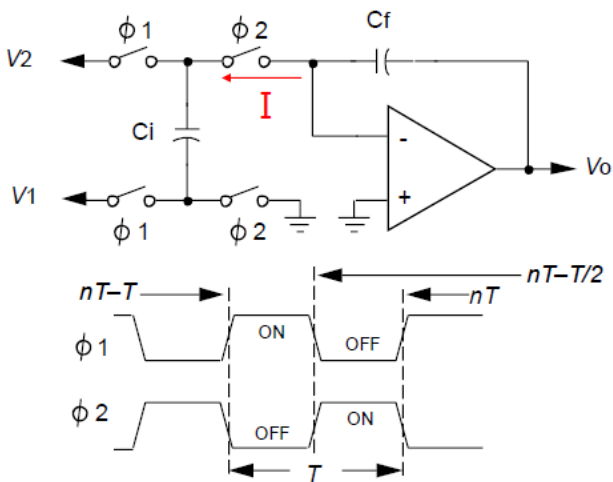 ϕ 1
ϕ 2
Cf
V2
I
Ci
-
Vo
+
V1
ϕ 1
ϕ 2
nT–T/2
nT–T
nT
ϕ 1
ON
OFF
ϕ 2
OFF
ON
T